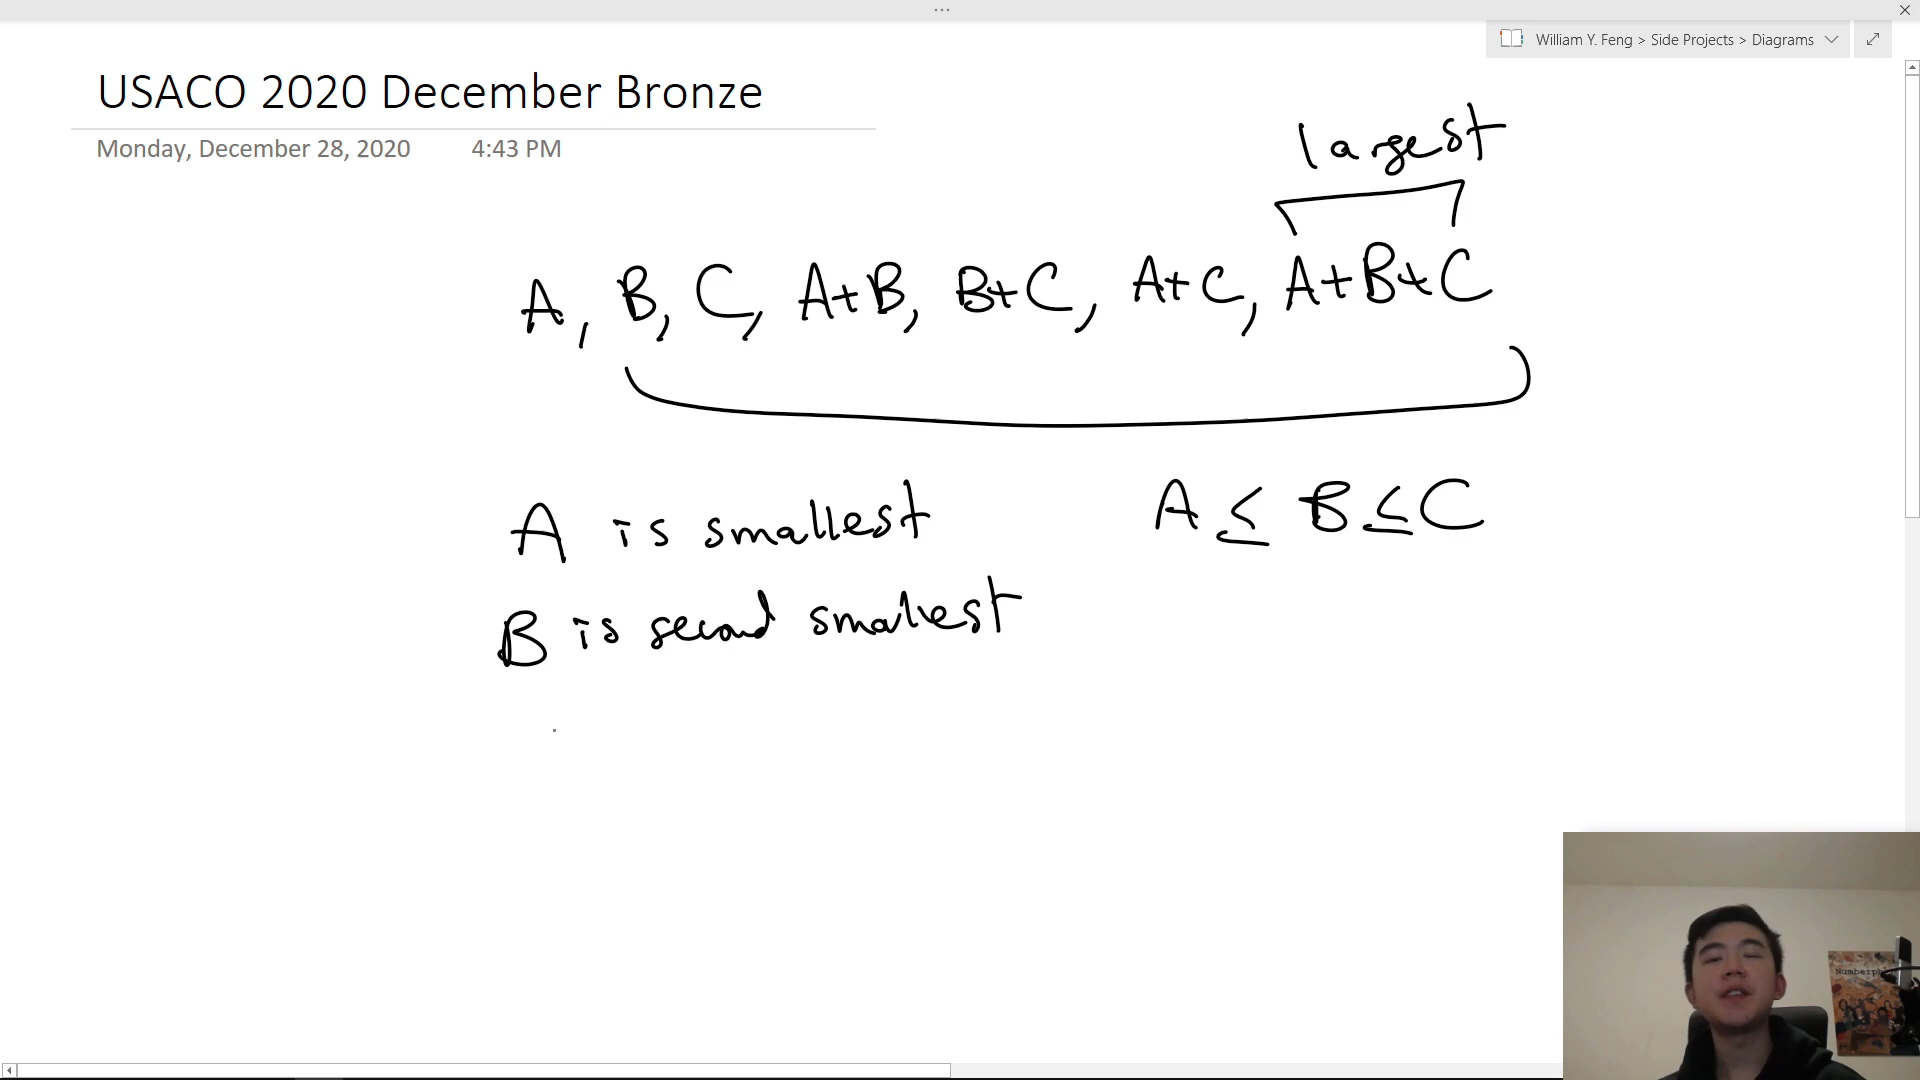 William Y. Feng > Side Projects > Diagrams
USACO 2020 December Bronze
Monday, December 28, 2020 4:43 PM
largest
A, B, C, A+B, B+C, A+C, A+B+C
A is smallest A ≤ B ≤ C
B is second smallest